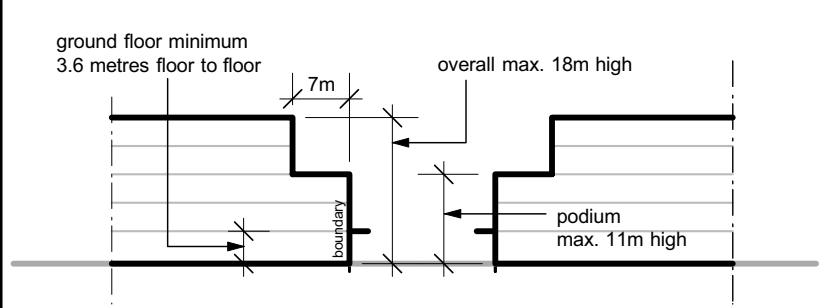 ground floor minimum
3.6 metres floor to floor
7m
overall max. 18m high
boundary
podium
max. 11m high